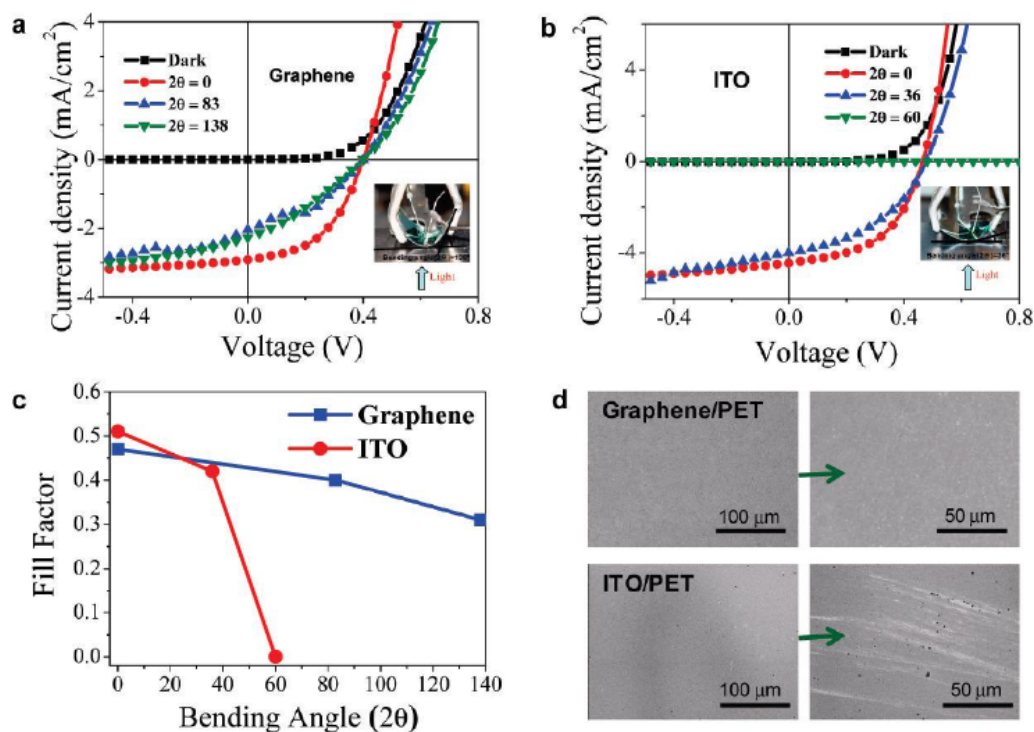 a
Current density (mA/cm²)
4
2
0
-2
-4
Dark
2θ = 0
2θ = 83
2θ = 138
Graphene
Light
-0.4
0.0
0.4
0.8
Voltage (V)
b
Current density (mA/cm²)
4
0
-4
ITO
Dark
2θ = 0
2θ = 36
2θ = 60
Light
-0.4
0.0
0.4
0.8
Voltage (V)
c
Fill Factor
0.6
0.5
0.4
0.3
0.2
0.1
0.0
Graphene
ITO
0
20
40
60
80
100
120
140
Bending Angle (2θ)
d
Graphene/PET
100 µm
50 µm
ITO/PET
100 µm
50 µm